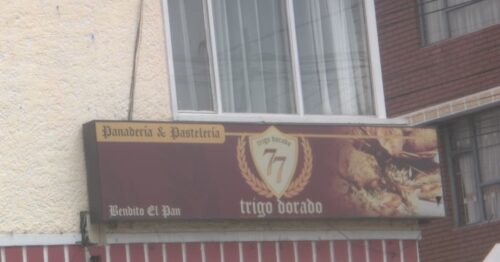 Panadería & Pastelería
trigo dorado
77
trigo dorado
Bendito El Pan